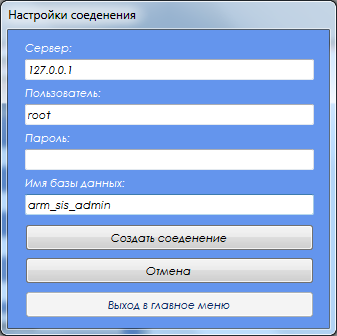 Настройки соеденения
Сервер:
127.0.0.1
Пользователь:
root
Пароль:
Имя базы данных:
arm_sis_admin
Создать соеденение
Отмена
Выход в главное меню